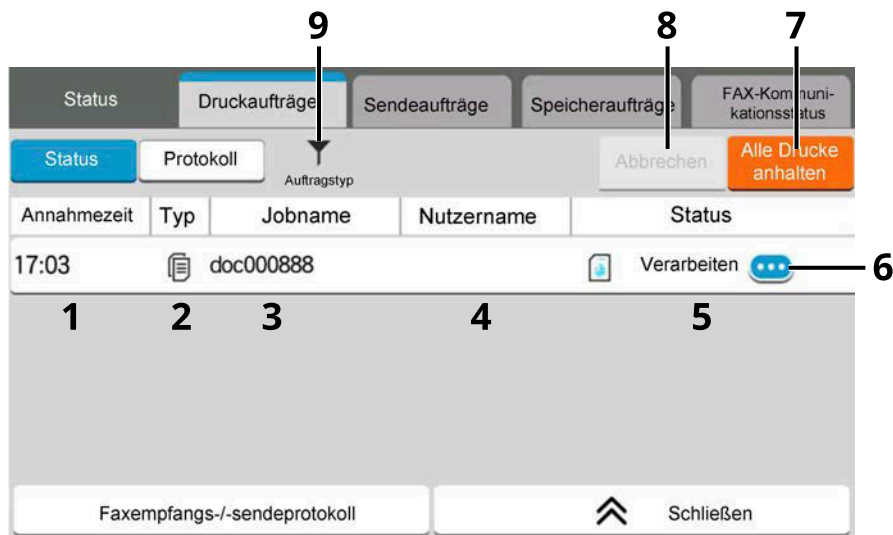 9 8 7
Status Druckaufträge Sendeaufträge Speicheraufträge FAX-Kommuni-
kationsstatus
Status Protokoll Auftragstyp Abbrechen Alle Drucke
anhalten
Annahmezeit Typ Jobname Nutzername Status
17:03 doc000888 Verarbeiten 6
1 2 3 4 5
Faxempfangs-/-sendeprotokoll Schließen